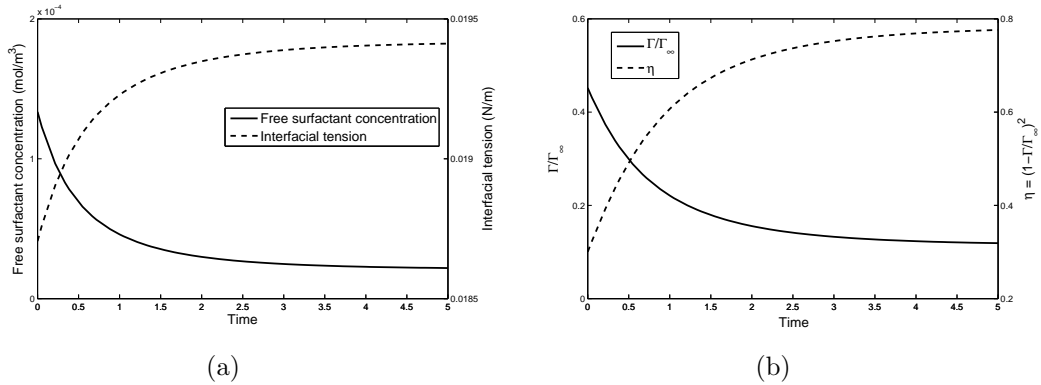 2 x 10⁻⁴
1
0
0.0195
0.019
0.0185
0 0.5 1 1.5 2 2.5 3 3.5 4 4.5 5
Time
Free surfactant concentration (mol/m³)
Interfacial tension (N/m)
Free surfactant concentration
Interfacial tension
(a)
0.6
0.4
0.2
0
0.8
0.6
0.4
0.2
0 0.5 1 1.5 2 2.5 3 3.5 4 4.5 5
Time
Γ/Γ∞
η = (1−Γ/Γ∞)²
Γ/Γ∞
η
(b)